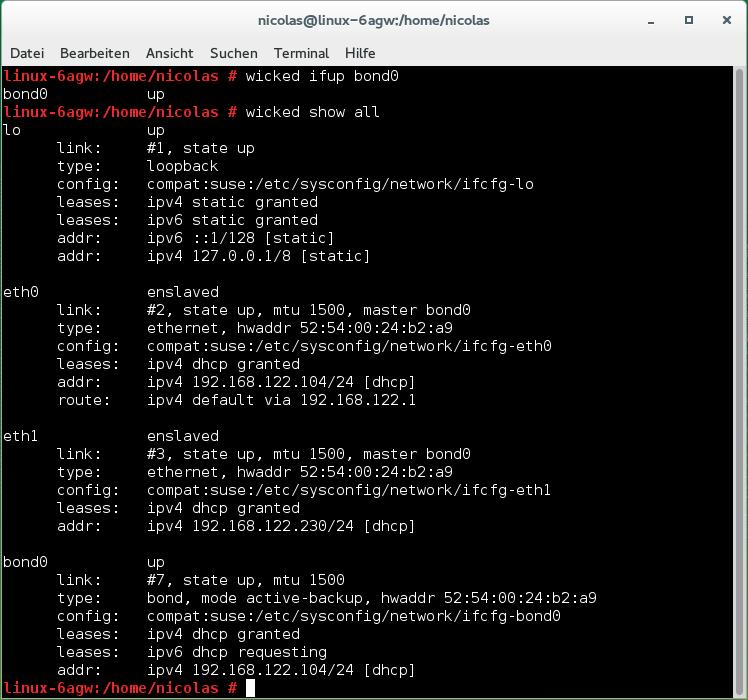 nicolas@linux-6agw:/home/nicolas
Datei Bearbeiten Ansicht Suchen Terminal Hilfe
linux-6agw:/home/nicolas # wicked ifup bond0
bond0           up
linux-6agw:/home/nicolas # wicked show all
lo              up
      link:     #1, state up
      type:     loopback
      config:   compat:suse:/etc/sysconfig/network/ifcfg-lo
      leases:   ipv4 static granted
      leases:   ipv6 static granted
      addr:     ipv6 ::1/128 [static]
      addr:     ipv4 127.0.0.1/8 [static]

eth0            enslaved
      link:     #2, state up, mtu 1500, master bond0
      type:     ethernet, hwaddr 52:54:00:24:b2:a9
      config:   compat:suse:/etc/sysconfig/network/ifcfg-eth0
      leases:   ipv4 dhcp granted
      addr:     ipv4 192.168.122.104/24 [dhcp]
      route:    ipv4 default via 192.168.122.1

eth1            enslaved
      link:     #3, state up, mtu 1500, master bond0
      type:     ethernet, hwaddr 52:54:00:24:b2:a9
      config:   compat:suse:/etc/sysconfig/network/ifcfg-eth1
      leases:   ipv4 dhcp granted
      addr:     ipv4 192.168.122.230/24 [dhcp]

bond0           up
      link:     #7, state up, mtu 1500
      type:     bond, mode active-backup, hwaddr 52:54:00:24:b2:a9
      config:   compat:suse:/etc/sysconfig/network/ifcfg-bond0
      leases:   ipv4 dhcp granted
      leases:   ipv6 dhcp requesting
      addr:     ipv4 192.168.122.104/24 [dhcp]
linux-6agw:/home/nicolas #